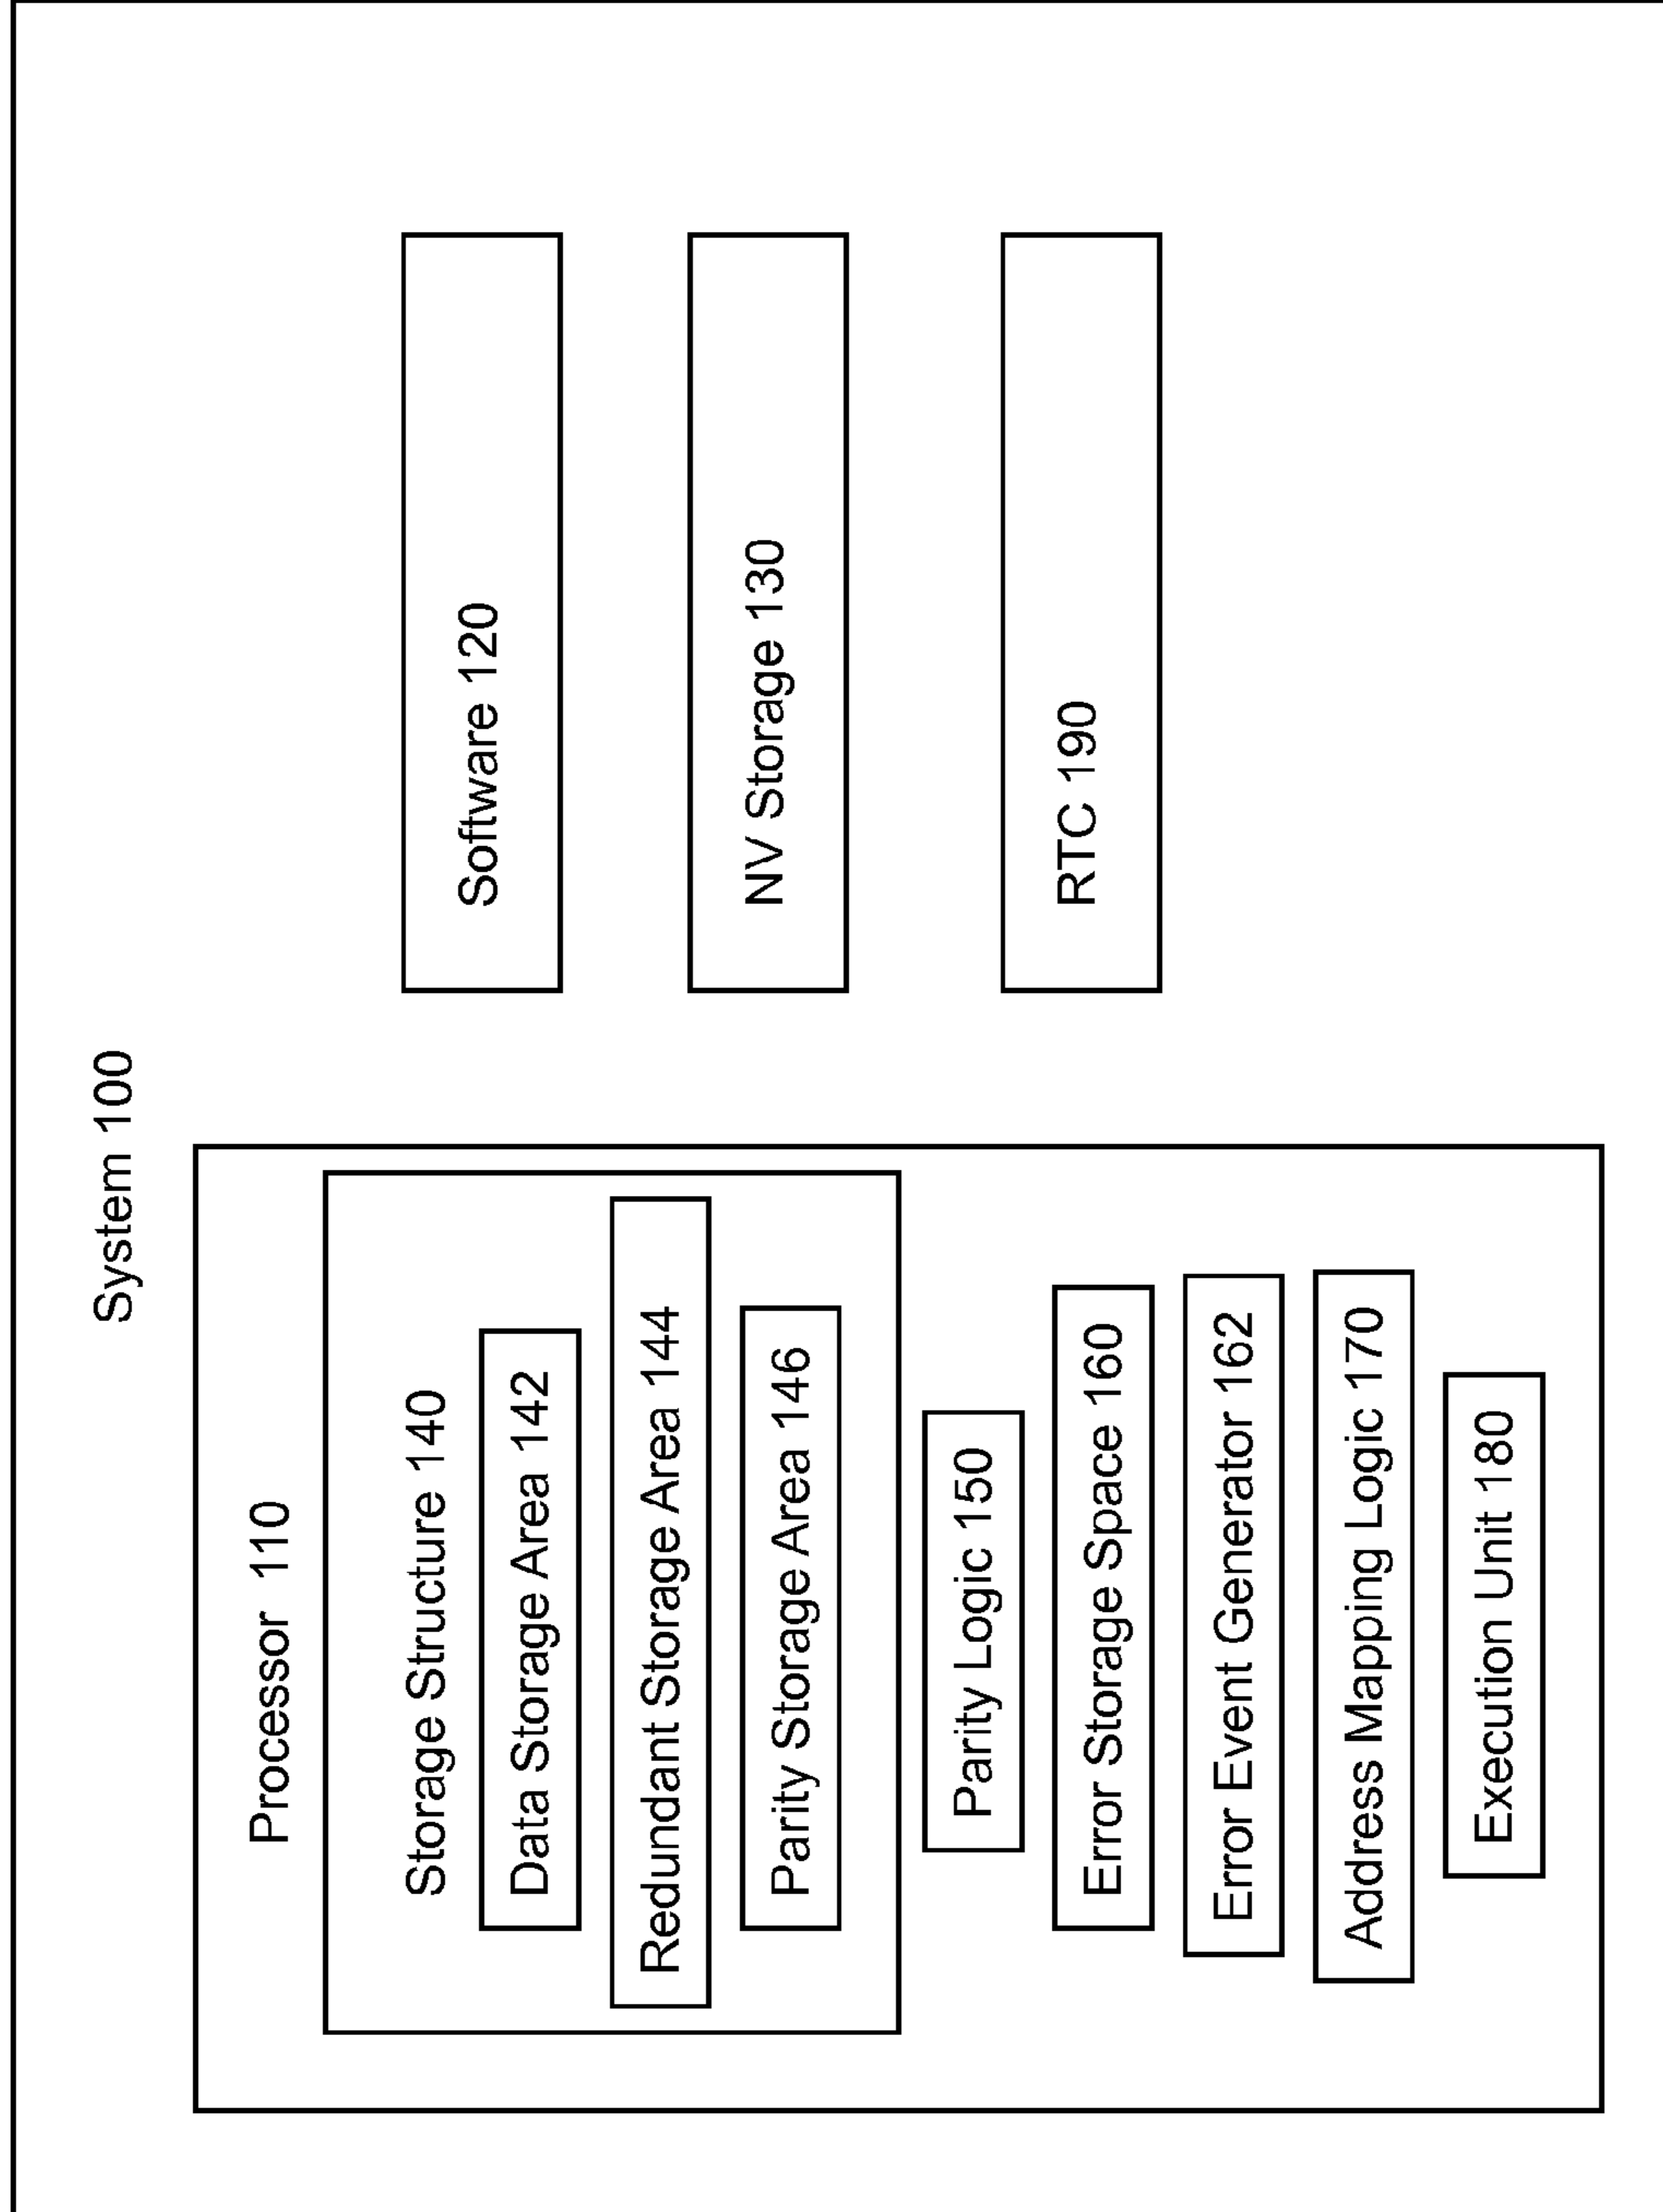 System 100
Processor 110
Storage Structure 140
Data Storage Area 142
Redundant Storage Area 144
Parity Storage Area 146
Parity Logic 150
Error Storage Space 160
Error Event Generator 162
Address Mapping Logic 170
Execution Unit 180
Software 120
NV Storage 130
RTC 190